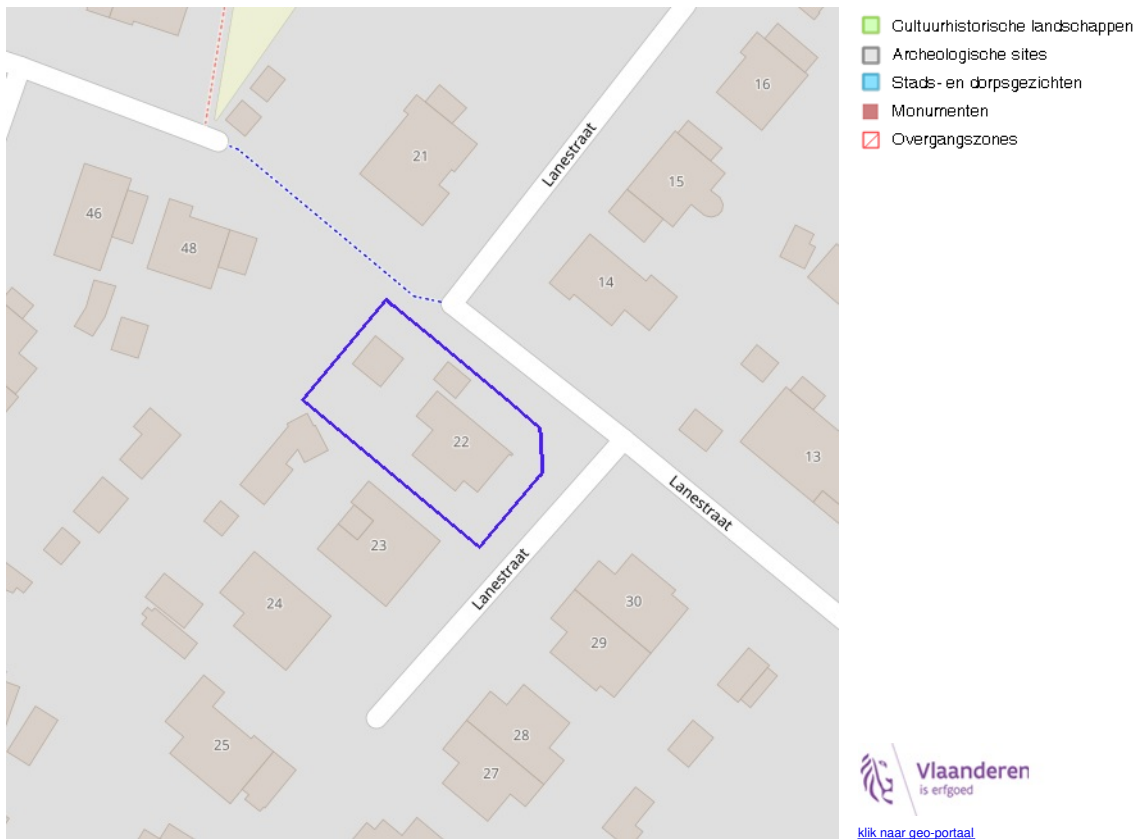 Cultuurhistorische landschappen
Archeologische sites
Stads- en dorpsgezichten
Monumenten
Overgangszones
16
Lanestraat
21
15
46
48
14
22
13
Lanestraat
23
Lanestraat
24
30
29
25
28
27
Vlaanderen
is erfgoed
klik naar geo-portaal